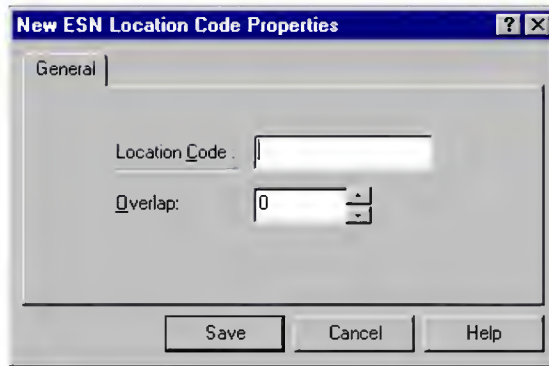 New ESN Location Code Properties ? X
General
Location Code :
Overlap: 0
Save Cancel Help